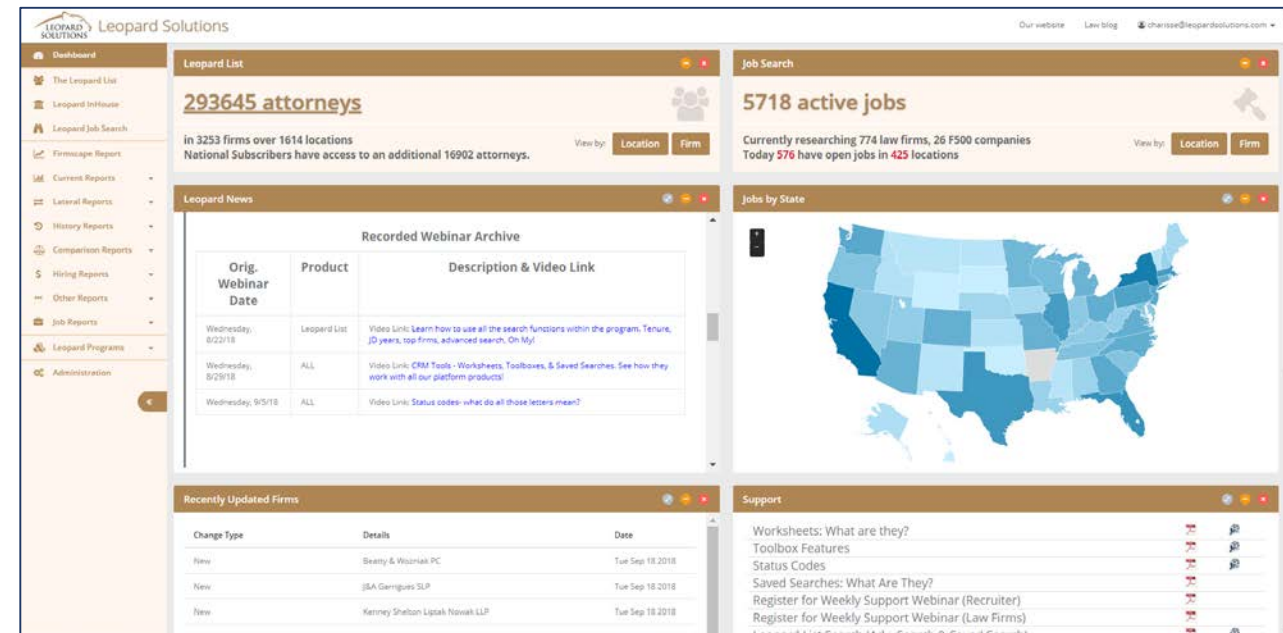 LEOPARD SOLUTIONS
Leopard Solutions
Our website Law blog charisse@leopardsolutions.com
Dashboard
The Leopard List
Leopard InHouse
Leopard Job Search
Firmscape Report
Current Reports
Lateral Reports
History Reports
Comparison Reports
Hiring Reports
Other Reports
Job Reports
Leopard Programs
Administration
Leopard List
293645 attorneys
in 3253 firms over 1614 locations
National Subscribers have access to an additional 16902 attorneys.
View by: Location Firm
Job Search
5718 active jobs
Currently researching 774 law firms, 26 F500 companies
Today 576 have open jobs in 425 locations
View by: Location Firm
Leopard News
Recorded Webinar Archive
Orig. Webinar Date Product Description & Video Link
Wednesday, 8/22/18 Leopard List Video Link: Learn how to use all the search functions within the program. Tenure,
JD years, top firms, advanced search, Oh My!
Wednesday, 8/29/18 ALL Video Link: CRM Tools - Worksheets, Toolboxes, & Saved Searches. See how they
work with all our platform products!
Wednesday, 9/5/18 ALL Video Link: Status codes- what do all those letters mean?
Jobs by State
Recently Updated Firms
Change Type Details Date
New Beatty & Wozniak PC Tue Sep 18 2018
New J&A Garrigues SLP Tue Sep 18 2018
New Kenney Shelton Liptak Nowak LLP Tue Sep 18 2018
Support
Worksheets: What are they?
Toolbox Features
Status Codes
Saved Searches: What Are They?
Register for Weekly Support Webinar (Recruiter)
Register for Weekly Support Webinar (Law Firms)
Leopard List Search (Adv. Search & Saved Search)